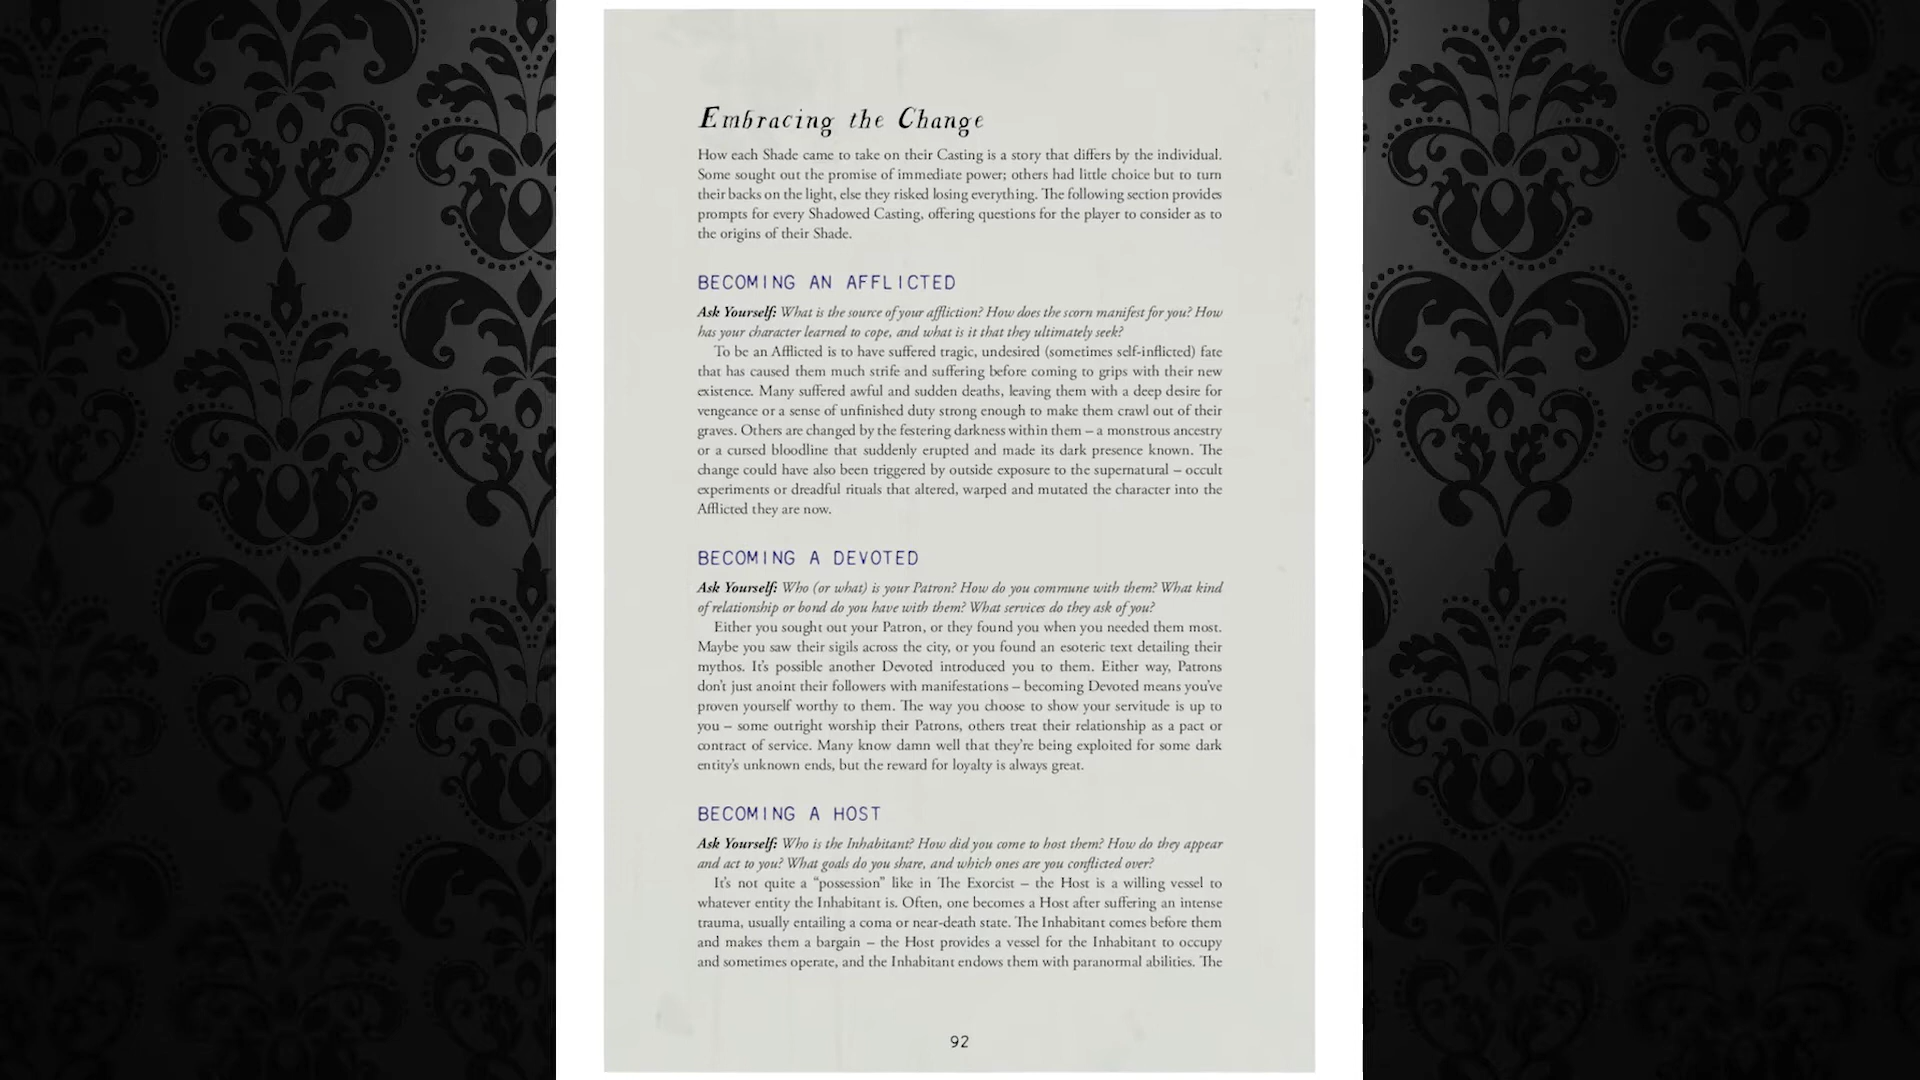 Embracing the Change
How each Shade came to take on their Casting is a story that differs by the individual.
Some sought out the promise of immediate power; others had little choice but to turn
their backs on the light, else they risked losing everything. The following section provides
prompts for every Shadowed Casting, offering questions for the player to consider as to
the origins of their Shade.
BECOMING AN AFFLICTED
Ask Yourself: What is the source of your affliction? How does the scorn manifest for you? How
has your character learned to cope, and what is it that they ultimately seek?
To be an Afflicted is to have suffered tragic, undesired (sometimes self-inflicted) fate
that has caused them much strife and suffering before coming to grips with their new
existence. Many suffered awful and sudden deaths, leaving them with a deep desire for
vengeance or a sense of unfinished duty strong enough to make them crawl out of their
graves. Others are changed by the festering darkness within them – a monstrous ancestry
or a cursed bloodline that suddenly erupted and made its dark presence known. The
change could have also been triggered by outside exposure to the supernatural – occult
experiments or dreadful rituals that altered, warped and mutated the character into the
Afflicted they are now.
BECOMING A DEVOTED
Ask Yourself: Who (or what) is your Patron? How do you commune with them? What kind
of relationship or bond do you have with them? What services do they ask of you?
Either you sought out your Patron, or they found you when you needed them most.
Maybe you saw their sigils across the city, or you found an esoteric text detailing their
mythos. It's possible another Devoted introduced you to them. Either way, Patrons
don't just anoint their followers with manifestations – becoming Devoted means you've
proven yourself worthy to them. The way you choose to show your servitude is up to
you – some outright worship their Patrons, others treat their relationship as a pact or
contract of service. Many know damn well that they're being exploited for some dark
entity's unknown ends, but the reward for loyalty is always great.
BECOMING A HOST
Ask Yourself: Who is the Inhabitant? How did you come to host them? How do they appear
and act to you? What goals do you share, and which ones are you conflicted over?
It's not quite a “possession” like in The Exorcist – the Host is a willing vessel to
whatever entity the Inhabitant is. Often, one becomes a Host after suffering an intense
trauma, usually entailing a coma or near-death state. The Inhabitant comes before them
and makes them a bargain – the Host provides a vessel for the Inhabitant to occupy
and sometimes operate, and the Inhabitant endows them with paranormal abilities. The
92